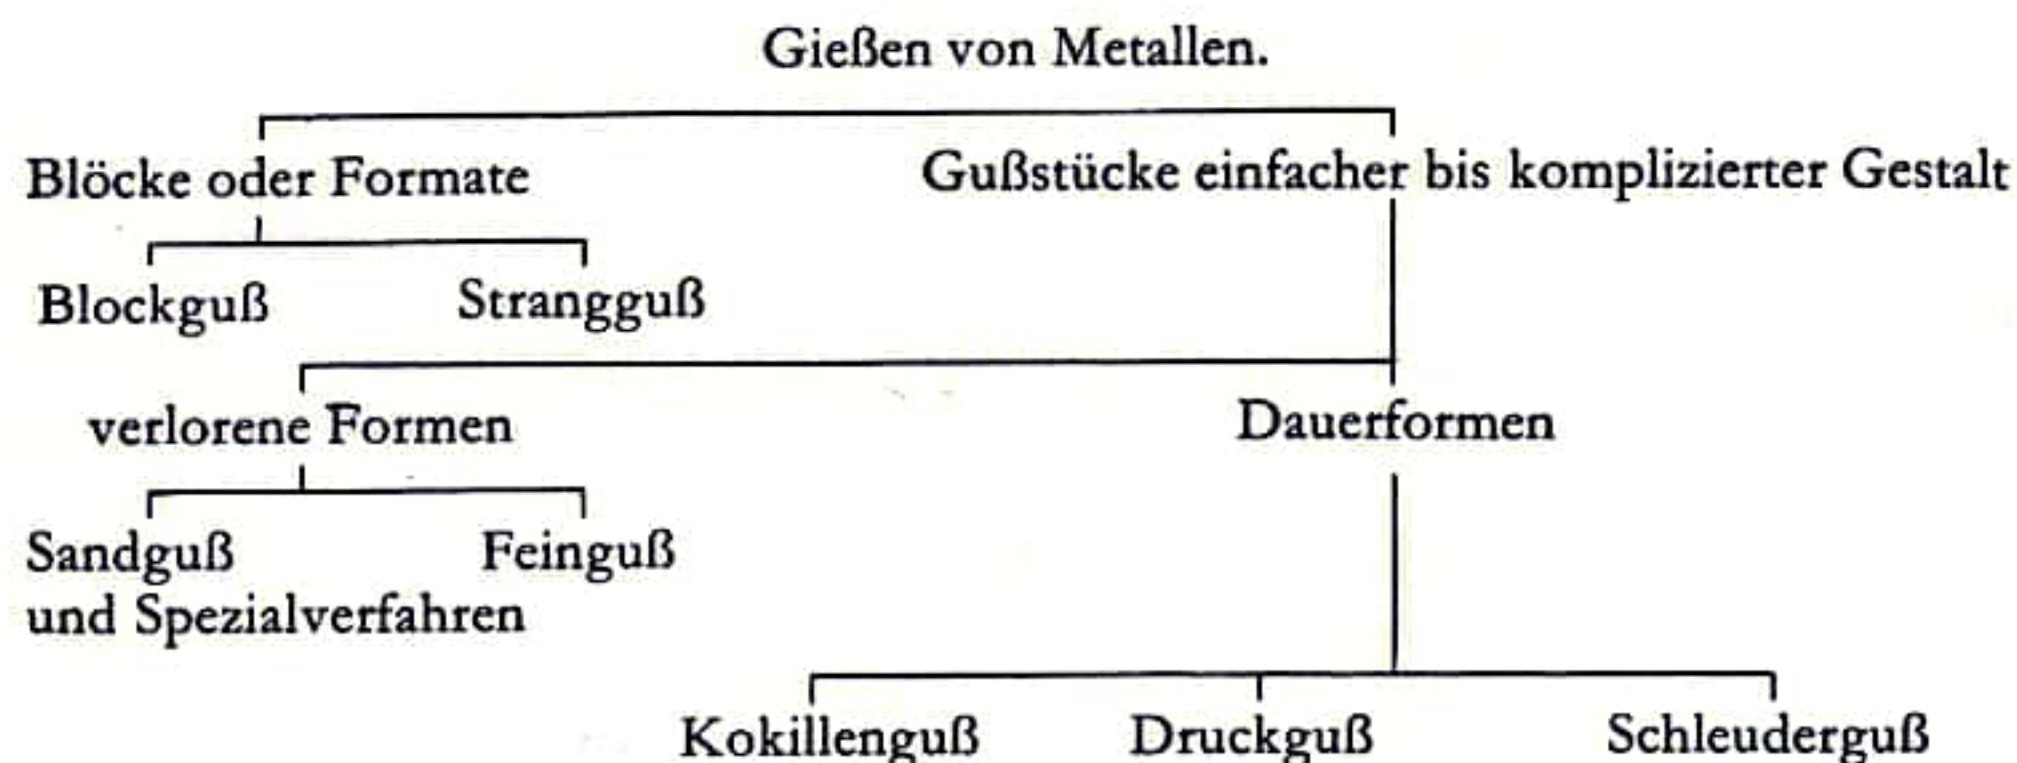 Gießen von Metallen.
Blöcke oder Formate
Gußstücke einfacher bis komplizierter Gestalt
Blockguß
Strangguß
verlorene Formen
Dauerformen
Sandguß
Feinguß
und Spezialverfahren
Kokillenguß
Druckguß
Schleuderguß